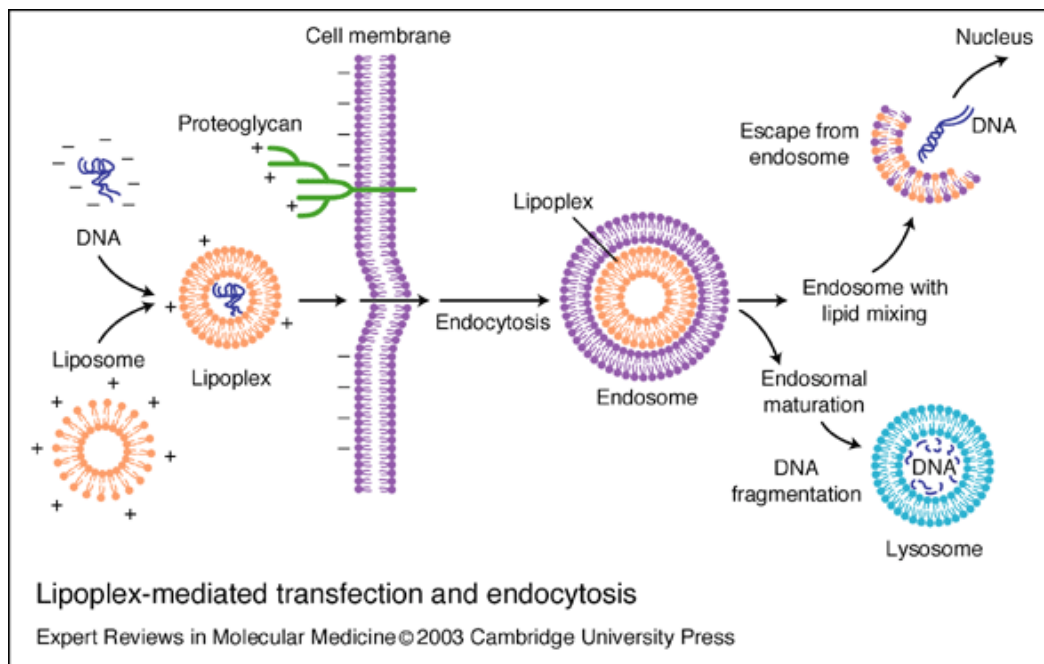 Cell membrane
Nucleus
Proteoglycan
DNA
Escape from
endosome
Lipoplex
DNA
Endocytosis
Endosome with
lipid mixing
Liposome
Lipoplex
Endosome
Endosomal
maturation
DNA
DNA
fragmentation
Lysosome
Lipoplex-mediated transfection and endocytosis
Expert Reviews in Molecular Medicine © 2003 Cambridge University Press